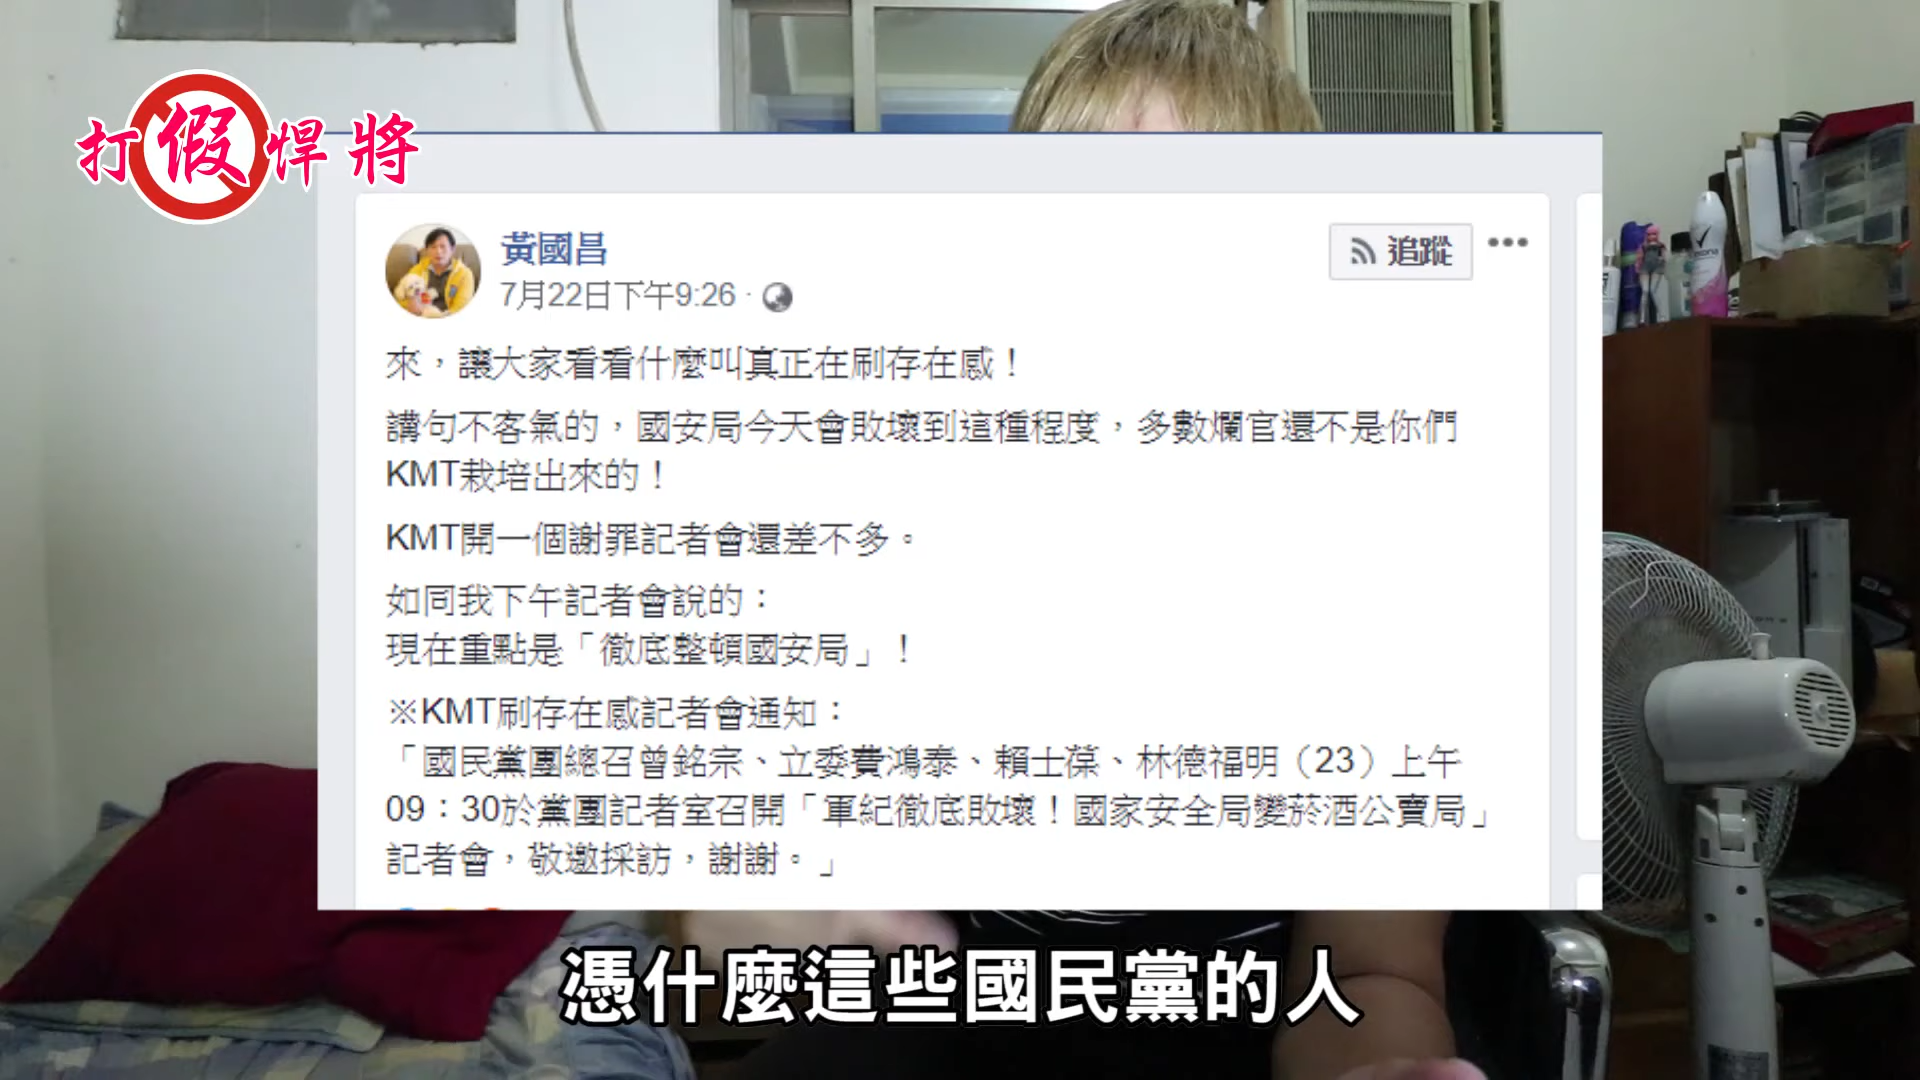 打假悍將
黃國昌
追蹤
7月22日下午9:26
來，讓大家看看什麼叫真正在刷存在感！
講句不客氣的，國安局今天會敗壞到這種程度，多數爛官還不是你們
KMT栽培出來的！
KMT開一個謝罪記者會還差不多。
如同我下午記者會說的：
現在重點是「徹底整頓國安局」！
※KMT刷存在感記者會通知：
「國民黨團總召曾銘宗、立委費鴻泰、賴士葆、林德福明（23）上午
09：30於黨團記者室召開「軍紀徹底敗壞！國家安全局變菸酒公賣局」
記者會，敬邀採訪，謝謝。」
憑什麼這些國民黨的人